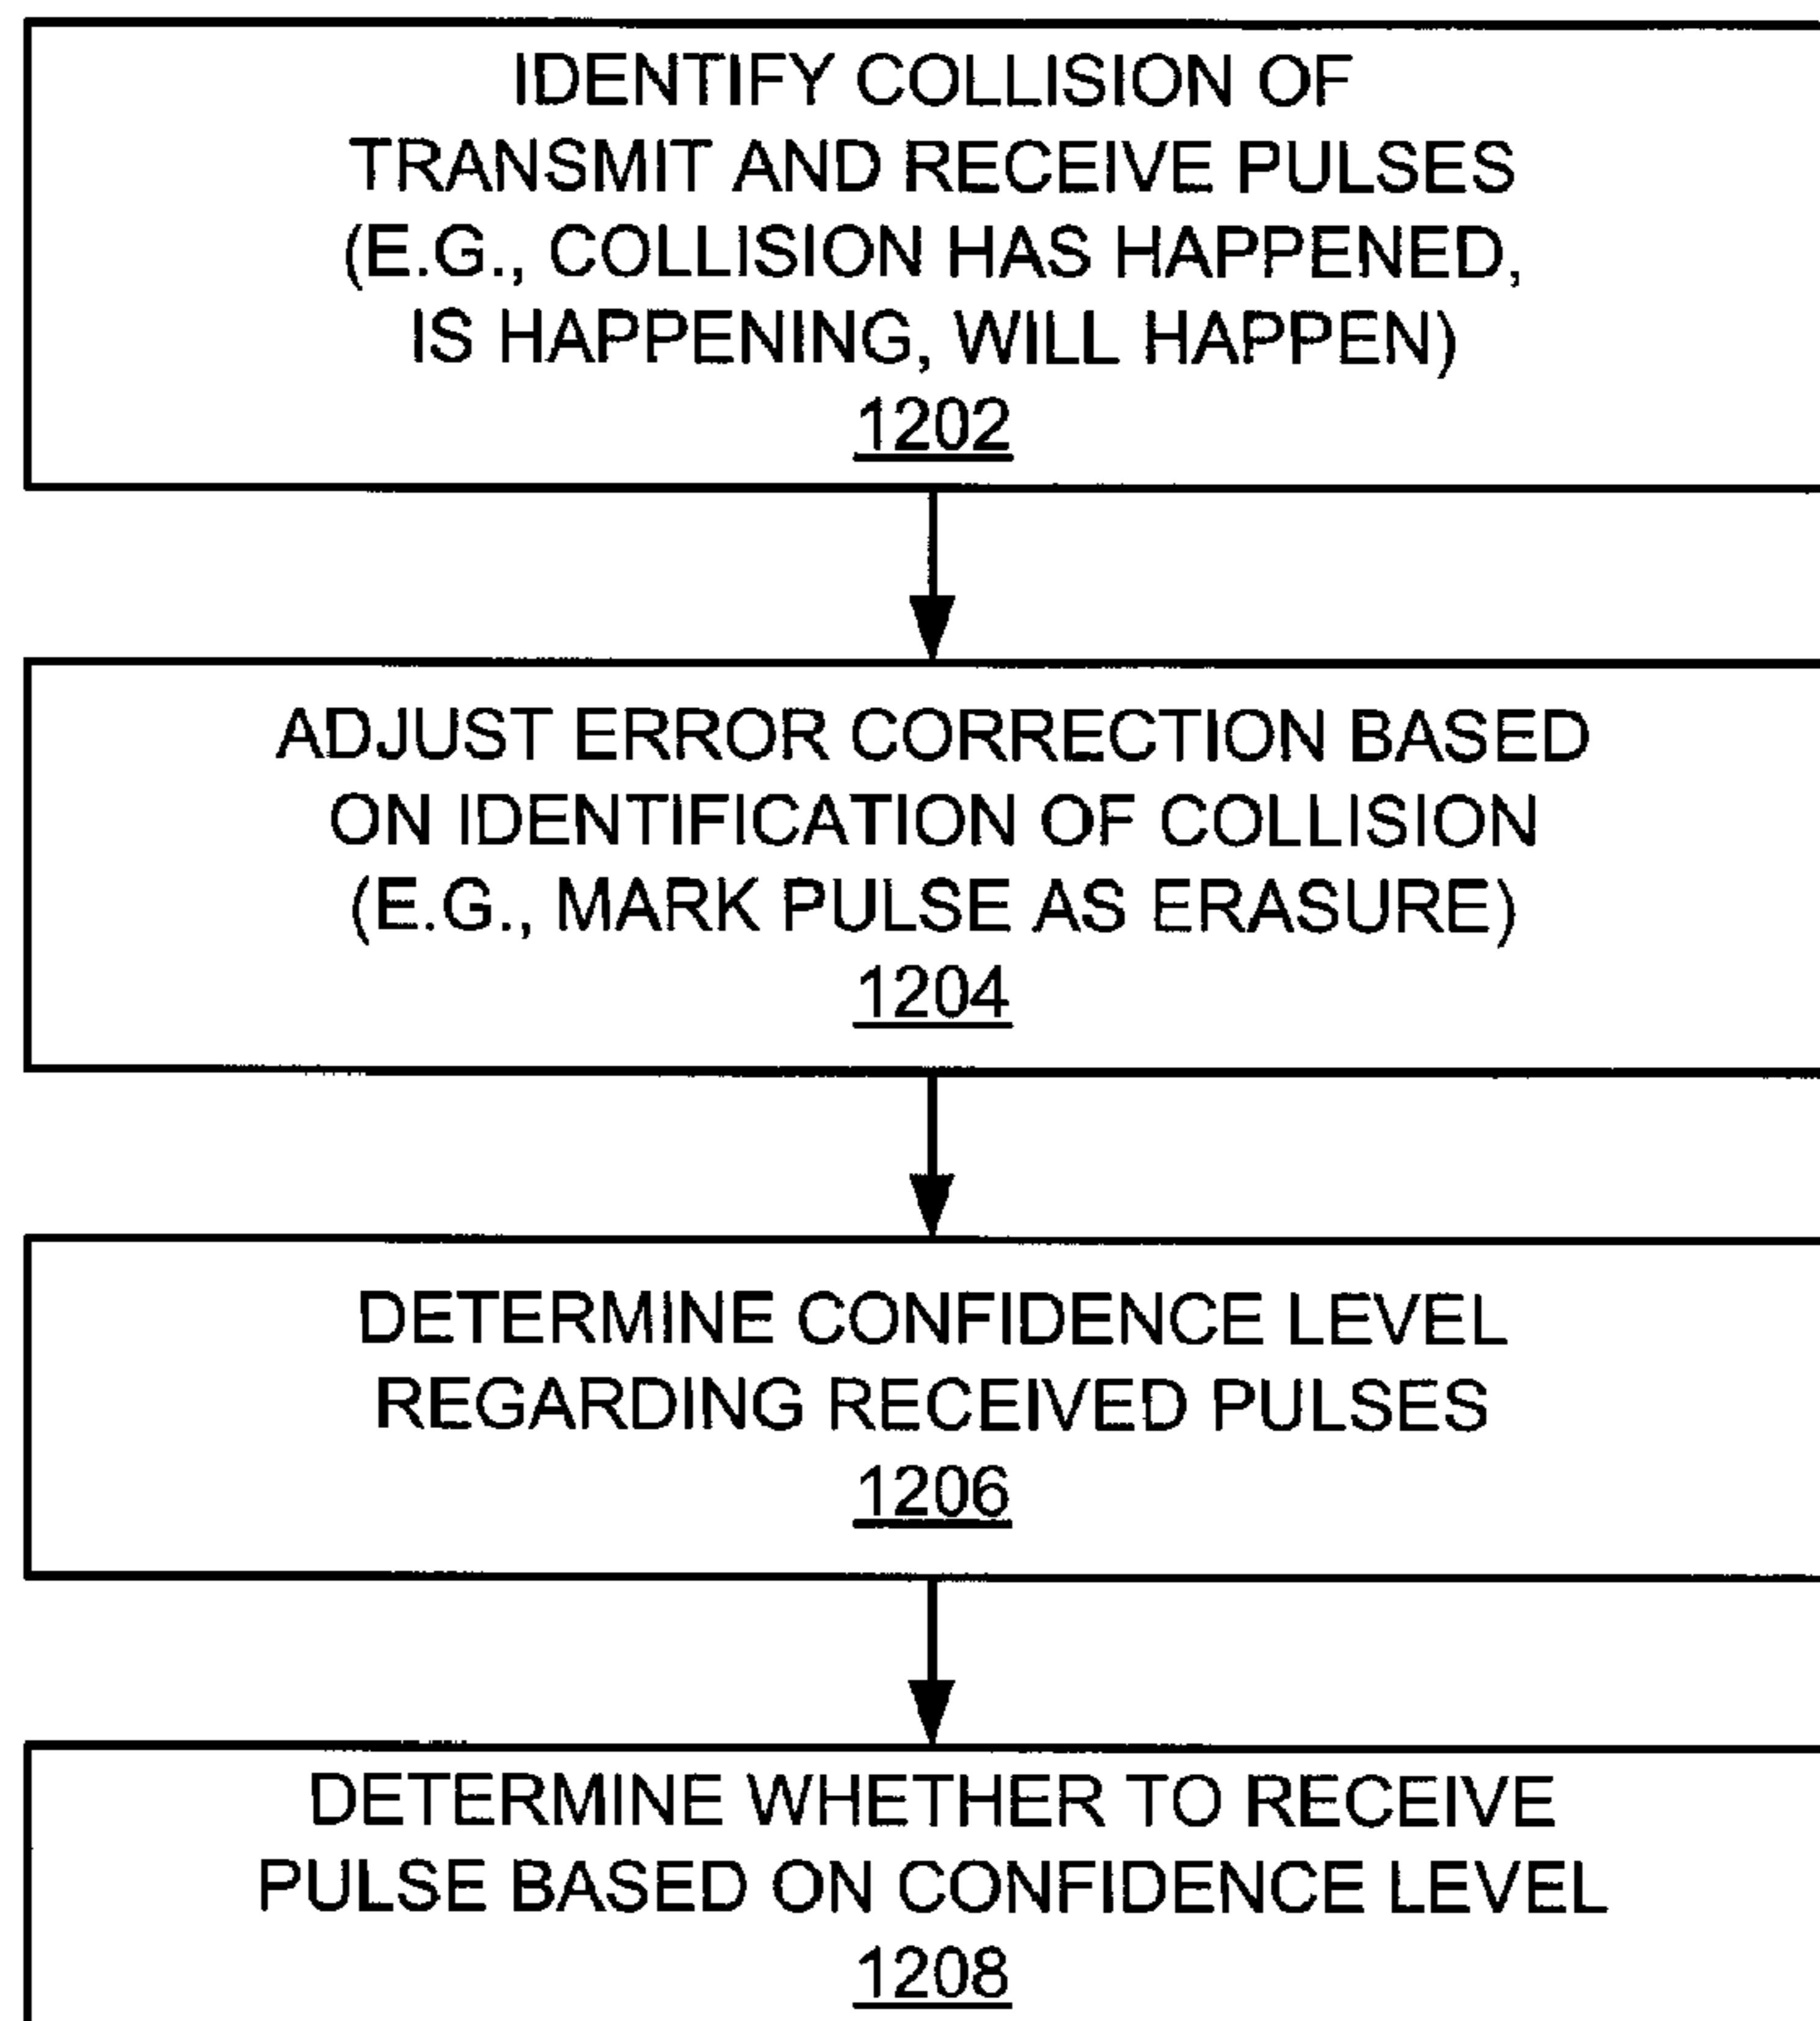 IDENTIFY COLLISION OF
TRANSMIT AND RECEIVE PULSES
(E.G., COLLISION HAS HAPPENED,
IS HAPPENING, WILL HAPPEN)
1202
ADJUST ERROR CORRECTION BASED
ON IDENTIFICATION OF COLLISION
(E.G., MARK PULSE AS ERASURE)
1204
DETERMINE CONFIDENCE LEVEL
REGARDING RECEIVED PULSES
1206
DETERMINE WHETHER TO RECEIVE
PULSE BASED ON CONFIDENCE LEVEL
1208